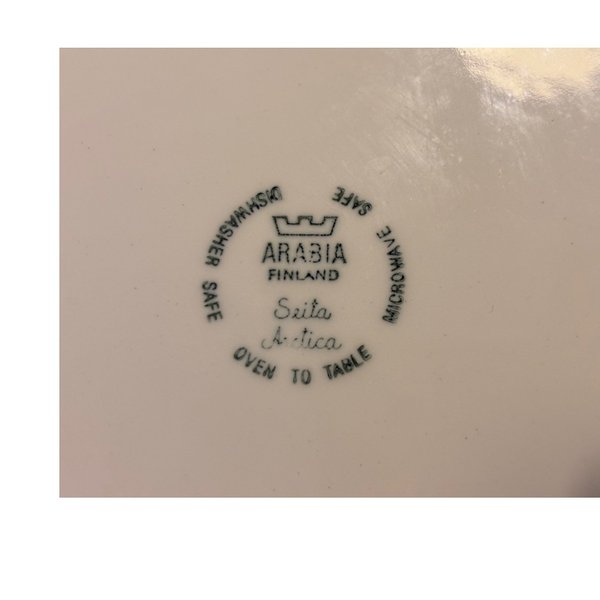 ARABIA
FINLAND
Seita
Arctica
DISHWASHER SAFE
OVEN TO TABLE
MICROWAVE SAFE